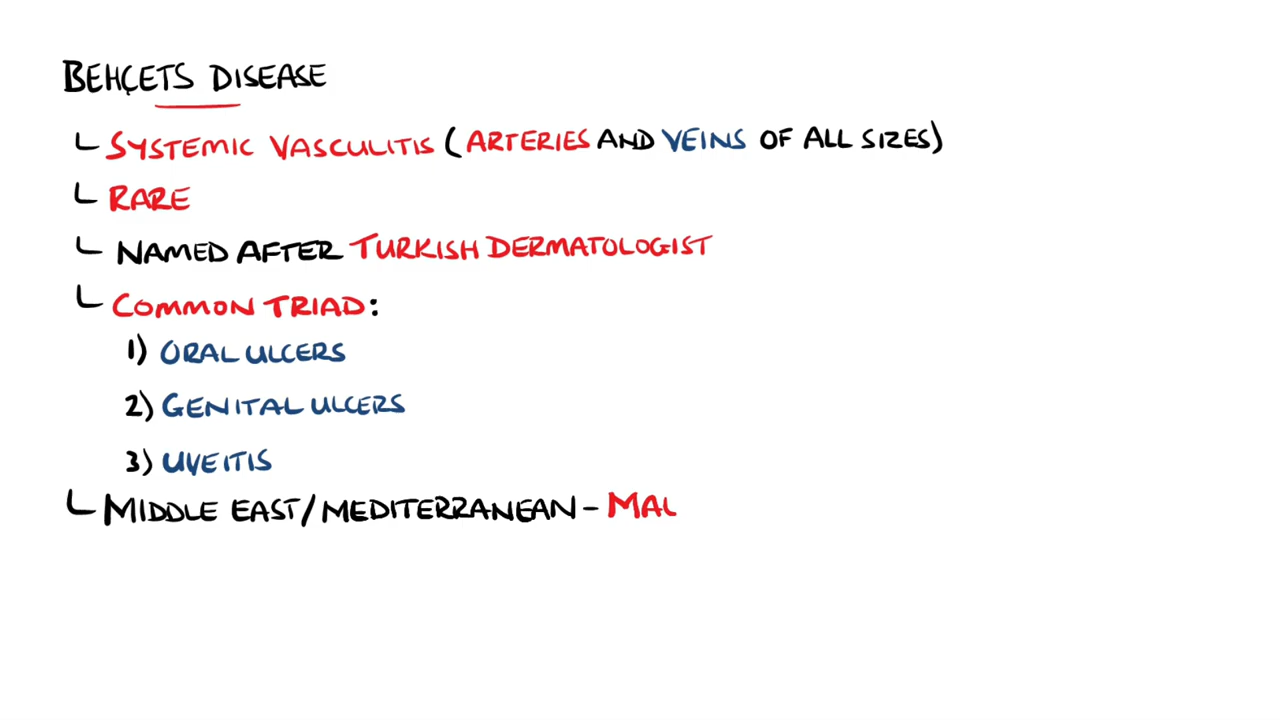 BEHÇETS DISEASE
SYSTEMIC VASCULITIS (ARTERIES AND VEINS OF ALL SIZES)
RARE
NAMED AFTER TURKISH DERMATOLOGIST
COMMON TRIAD:
1) ORAL ULCERS
2) GENITAL ULCERS
3) UVEITIS
MIDDLE EAST/MEDITERRANEAN - MAL